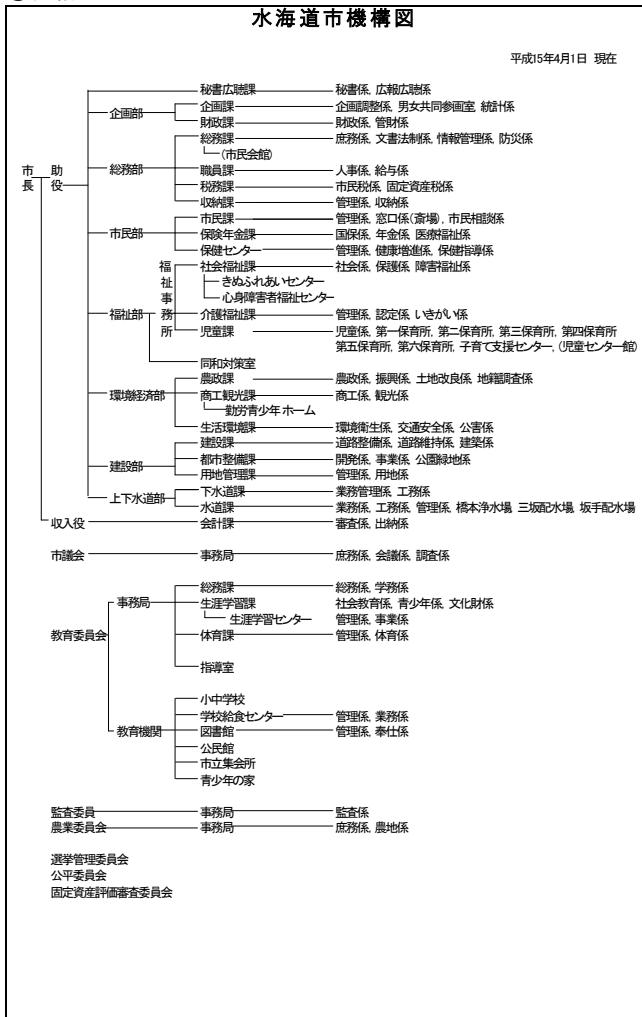 水海道市機構図
平成15年4月1日 現在
秘書広聴課 秘書係, 広報広聴係
企画部 企画課 企画調整係, 男女共同参画室, 統計係
財政課 財政係, 管財係
総務部 総務課 庶務係, 文書法制係, 情報管理係, 防災係
(市民会館)
市長 助役
職員課 人事係, 給与係
税務課 市民税係, 固定資産税係
収納課 管理係, 収納係
市民部 市民課 管理係, 窓口係(斎場), 市民相談係
保険年金課 国保係, 年金係, 医療福祉係
保健センター 管理係, 健康増進係, 保健指導係
福祉部 福祉事務所 社会福祉課 社会係, 保護係, 障害福祉係
きぬふれあいセンター
心身障害者福祉センター
介護福祉課 管理係, 認定係, いきがい係
児童課 児童係, 第一保育所, 第二保育所, 第三保育所, 第四保育所
第五保育所, 第六保育所, 子育て支援センター, (児童センター館)
同和対策室
環境経済部 農政課 農政係, 振興係, 土地改良係, 地籍調査係
商工観光課 商工係, 観光係
勤労青少年ホーム
生活環境課 環境衛生係, 交通安全係, 公害係
建設部 建設課 道路整備係, 道路維持係, 建築係
都市整備課 開発係, 事業係, 公園緑地係
用地管理課 管理係, 用地係
上下水道部 下水道課 業務管理係, 工務係
水道課 業務係, 工務係, 管理係, 橋本浄水場, 三坂配水場, 坂手配水場
収入役 会計課 審査係, 出納係
市議会 事務局 庶務係, 会議係, 調査係
教育委員会 事務局 総務課 総務係, 学務係
生涯学習課 社会教育係, 青少年係, 文化財係
生涯学習センター 管理係, 事業係
体育課 管理係, 体育係
指導室
教育機関 小中学校
学校給食センター 管理係, 業務係
図書館 管理係, 奉仕係
公民館
市立集会所
青少年の家
監査委員 事務局 監査係
農業委員会 事務局 庶務係, 農地係
選挙管理委員会
公平委員会
固定資産評価審査委員会